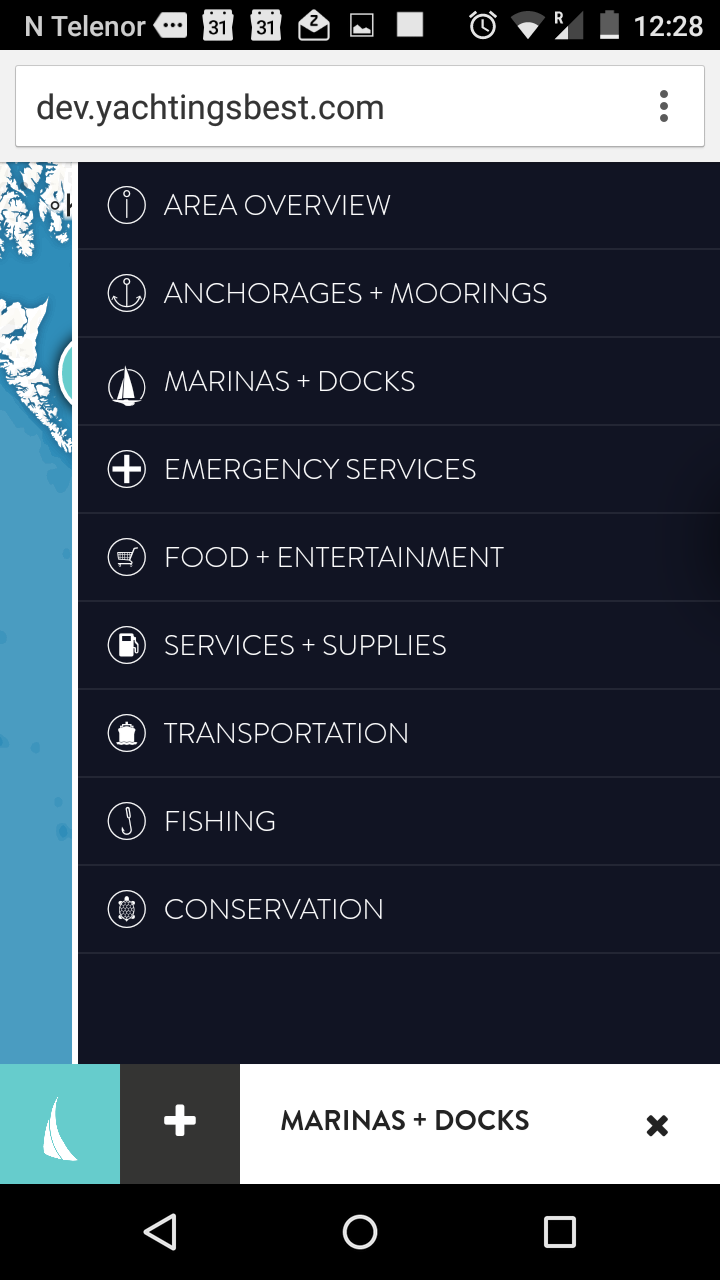 N Telenor 31 31 Z R 12:28
dev.yachtingsbest.com
AREA OVERVIEW
ANCHORAGES + MOORINGS
MARINAS + DOCKS
EMERGENCY SERVICES
FOOD + ENTERTAINMENT
SERVICES + SUPPLIES
TRANSPORTATION
FISHING
CONSERVATION
MARINAS + DOCKS